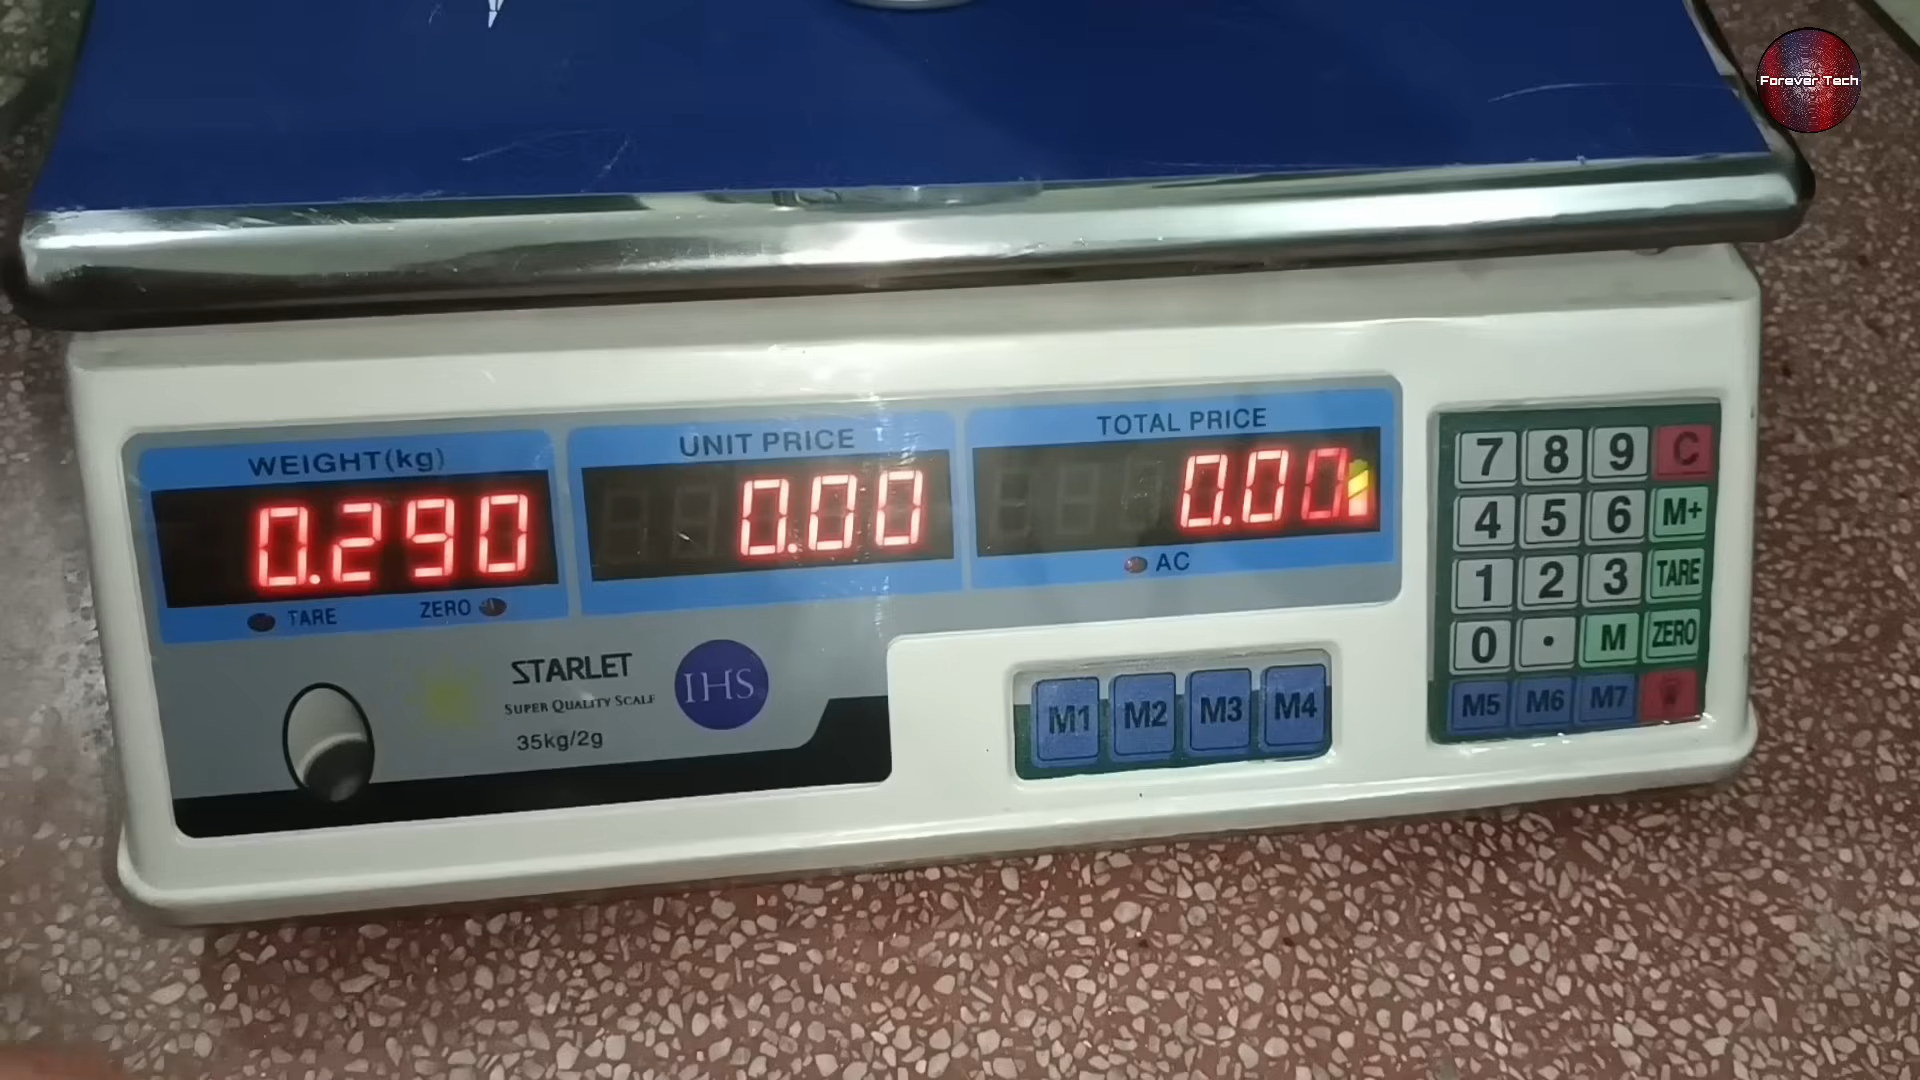 Forever Tech
WEIGHT(kg)
UNIT PRICE
TOTAL PRICE
0.290
0.00
0.00
TARE
ZERO
AC
7 8 9 C
4 5 6 M+
1 2 3 TARE
0 . M ZERO
M5 M6 M7
STARLET
SUPER QUALITY SCALE
35kg/2g
IHS
M1 M2 M3 M4